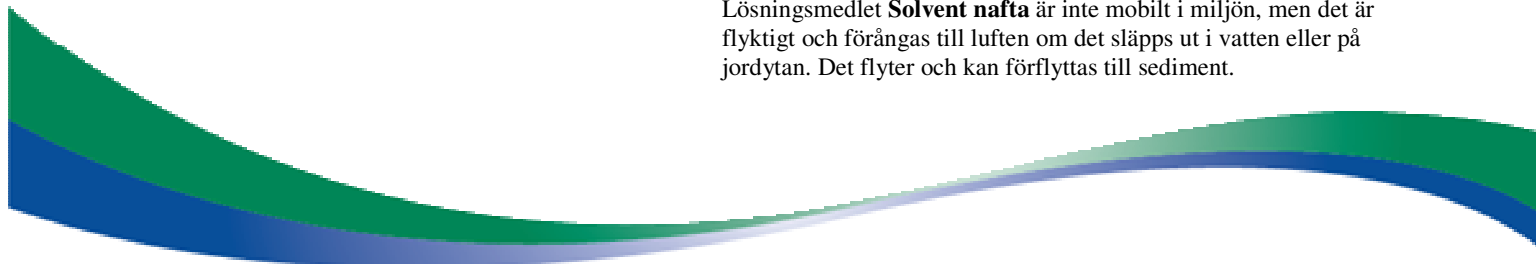 Lösningsmedlet Solvent nafta är inte mobilt i miljön, men det är
flyktigt och förångas till luften om det släpps ut i vatten eller på
jordytan. Det flyter och kan förflyttas till sediment.